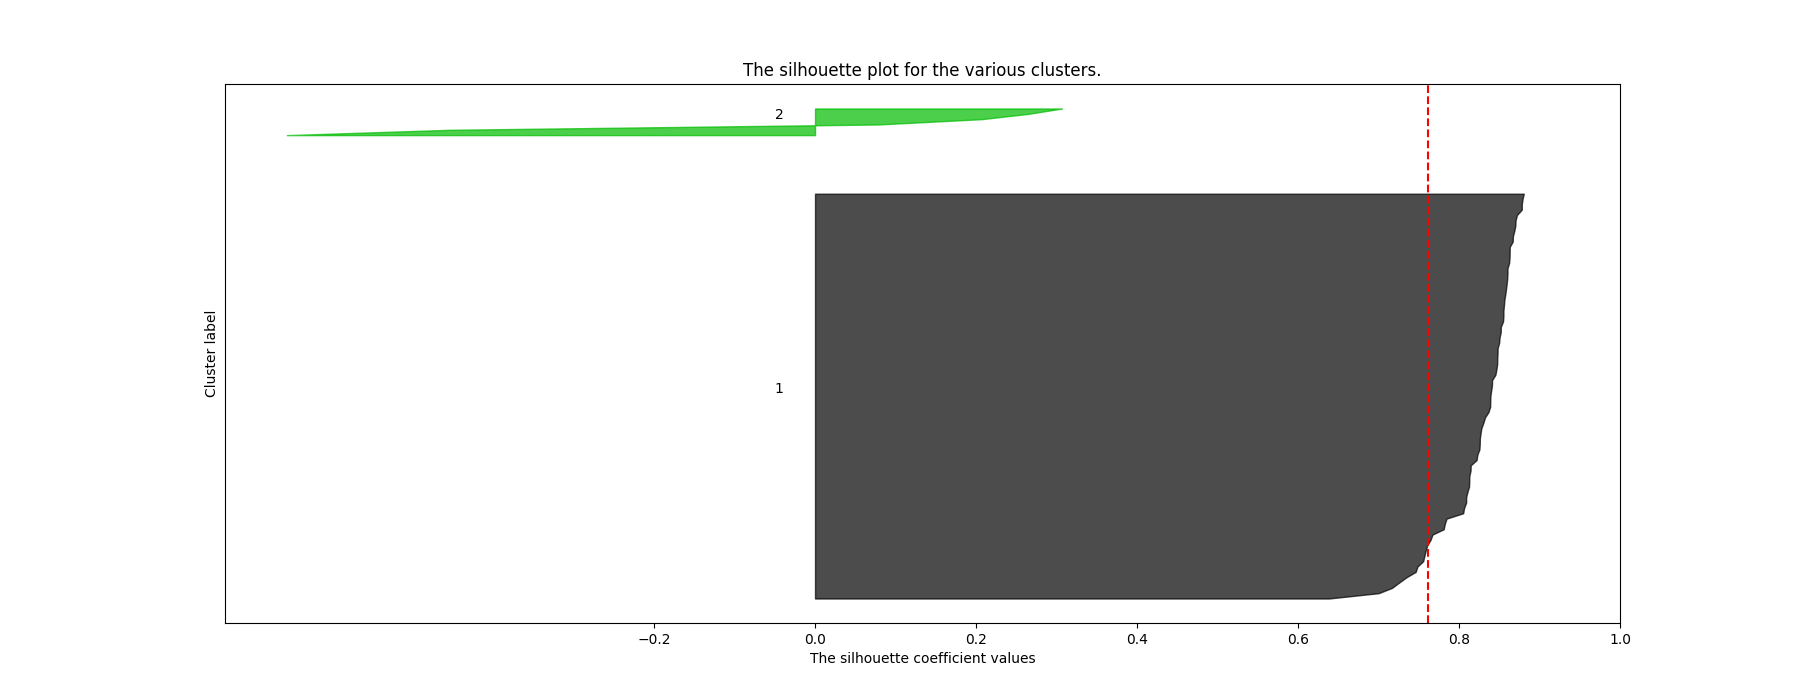 The silhouette plot for the various clusters.
2
1
Cluster label
−0.2 0.0 0.2 0.4 0.6 0.8 1.0
The silhouette coefficient values